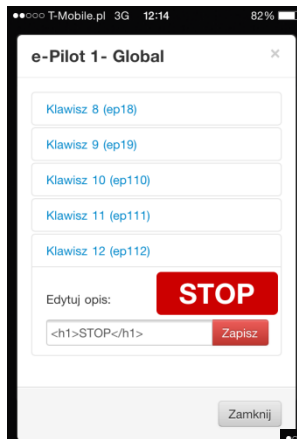 T-Mobile.pl 3G 12:14 82%
e-Pilot 1- Global ×
Klawisz 8 (ep18)
Klawisz 9 (ep19)
Klawisz 10 (ep110)
Klawisz 11 (ep111)
Klawisz 12 (ep112)
Edytuj opis: STOP
<h1>STOP</h1> Zapisz
Zamknij